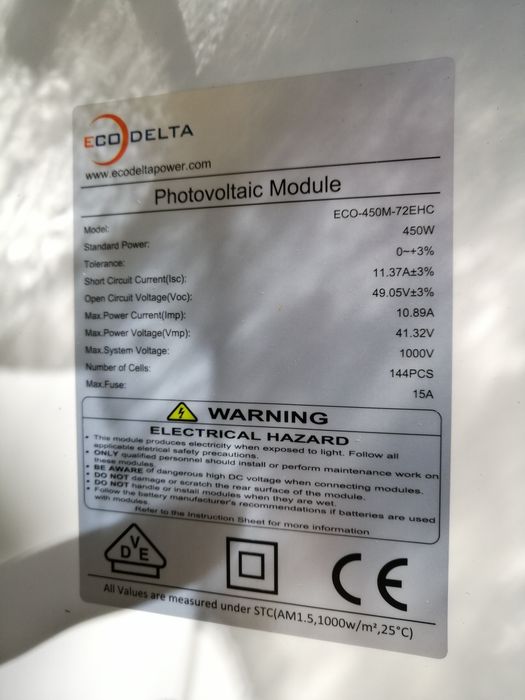 ECO DELTA
www.ecodeltapower.com
Photovoltaic Module
Model: ECO-450M-72EHC
Standard Power: 450W
Tolerance: 0~+3%
Short Circuit Current(Isc): 11.37A±3%
Open Circuit Voltage(Voc): 49.05V±3%
Max.Power Current(Imp): 10.89A
Max.Power Voltage(Vmp): 41.32V
Max.System Voltage: 1000V
Number of Cells: 144PCS
Max.Fuse: 15A
WARNING
ELECTRICAL HAZARD
• This module produces electricity when exposed to light. Follow all
applicable eletrical safety precautions.
• ONLY qualified personnel should install or perform maintenance work on
these modules.
• BE AWARE of dangerous high DC voltage when connecting modules.
• DO NOT damage or scratch the rear surface of the module.
• DO NOT handle or install modules when they are wet.
• Follow the battery manufacturer's recommendations if batteries are used
with modules.
Refer to the Instruction Sheet for more information
DVE
CE
All Values are measured under STC(AM1.5,1000w/m²,25°C)